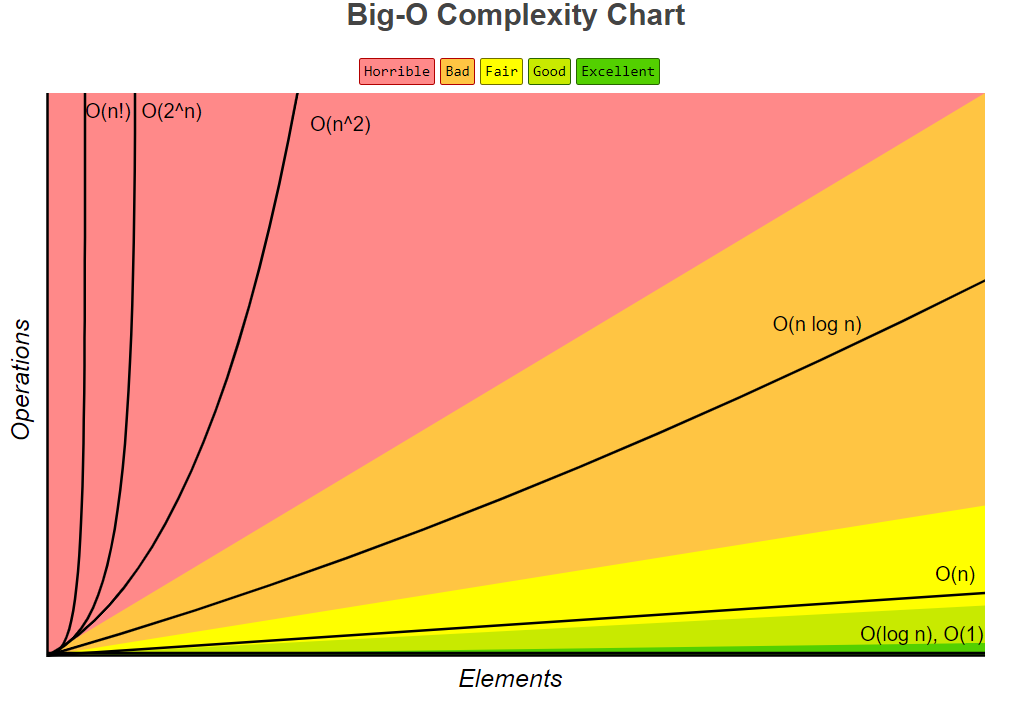 Big-O Complexity Chart
Horrible Bad Fair Good Excellent
O(n!) O(2^n) O(n^2)
O(n log n)
O(n)
O(log n), O(1)
Operations
Elements